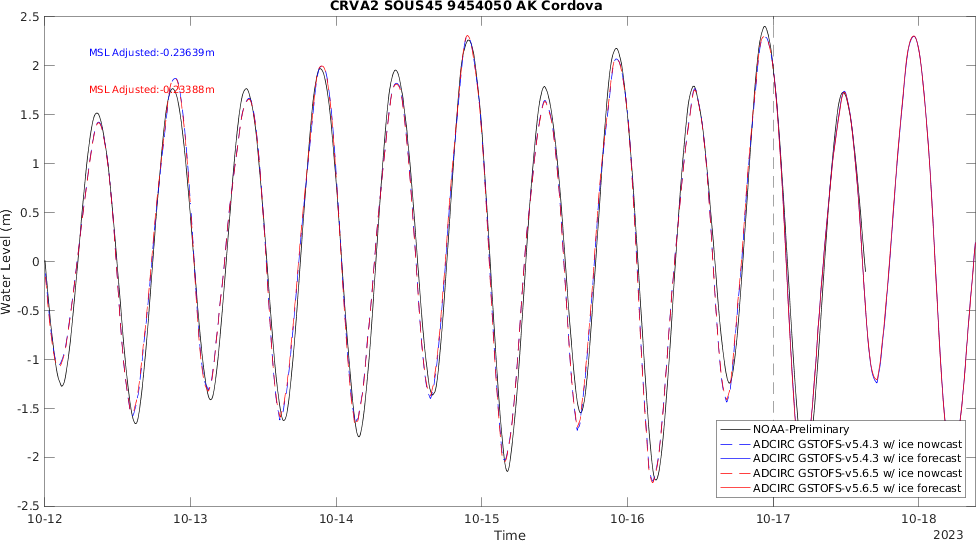 CRVA2 SOUS45 9454050 AK Cordova
MSL Adjusted:-0.23639m
MSL Adjusted:-0.23388m
Water Level (m)
2.5
2
1.5
1
0.5
0
-0.5
-1
-1.5
-2
-2.5
NOAA-Preliminary
ADCIRC GSTOFS-v5.4.3 w/ ice nowcast
ADCIRC GSTOFS-v5.4.3 w/ ice forecast
ADCIRC GSTOFS-v5.6.5 w/ ice nowcast
ADCIRC GSTOFS-v5.6.5 w/ ice forecast
10-12 10-13 10-14 10-15 10-16 10-17 10-18
Time
2023